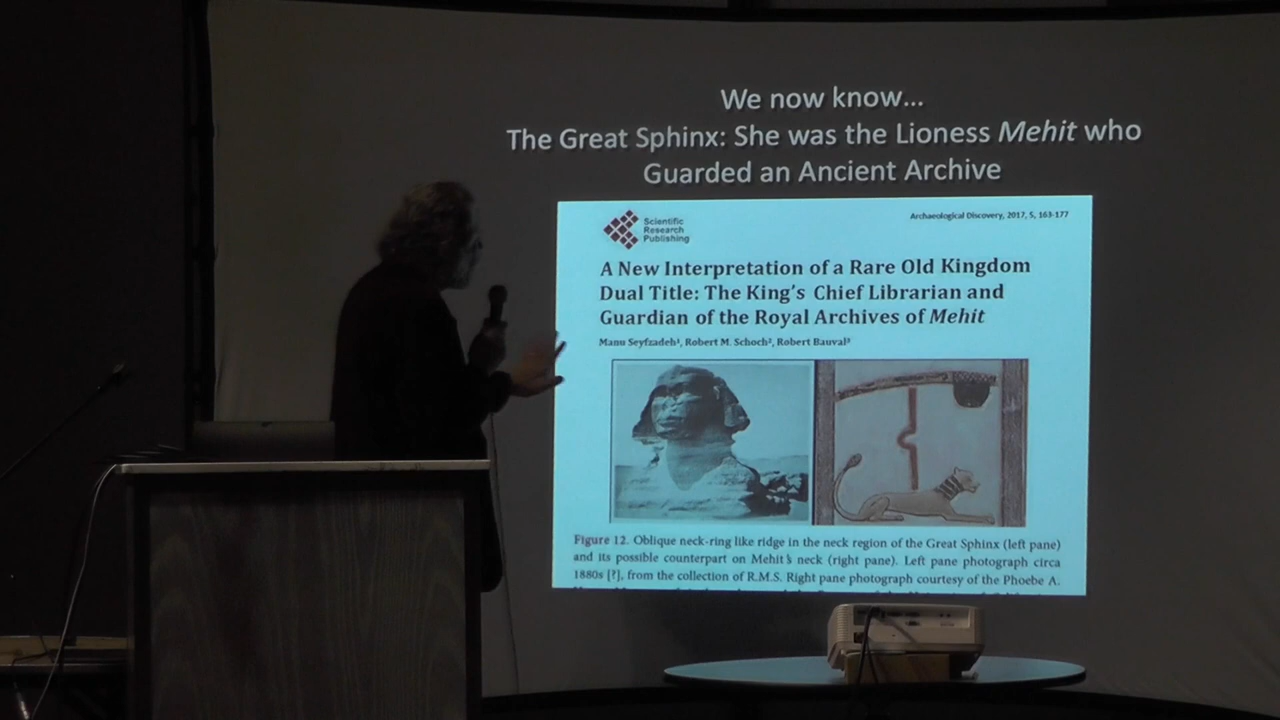 We now know...
The Great Sphinx: She was the Lioness Mehit who
Guarded an Ancient Archive
Scientific
Research
Publishing
Archaeological Discovery, 2017, 5, 163-177
A New Interpretation of a Rare Old Kingdom
Dual Title: The King's Chief Librarian and
Guardian of the Royal Archives of Mehit
Manu Seyfzadeh¹, Robert M. Schoch², Robert Bauval³
Figure 12. Oblique neck-ring like ridge in the neck region of the Great Sphinx (left pane)
and its possible counterpart on Mehit's neck (right pane). Left pane photograph circa
1880s [?], from the collection of R.M.S. Right pane photograph courtesy of the Phoebe A.